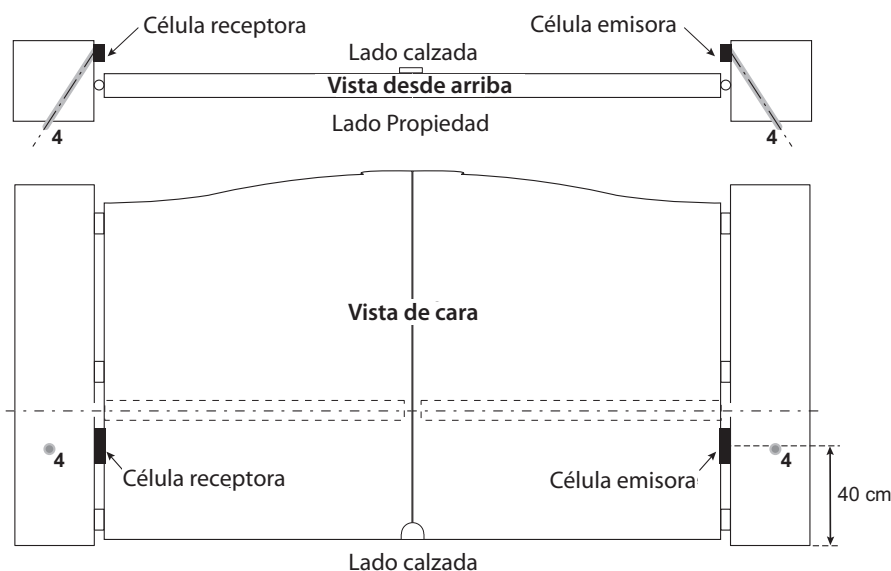 Célula receptora
Célula emisora
Lado calzada
Vista desde arriba
Lado Propiedad
4
4
Vista de cara
4
4
Célula receptora
Célula emisora
40 cm
Lado calzada